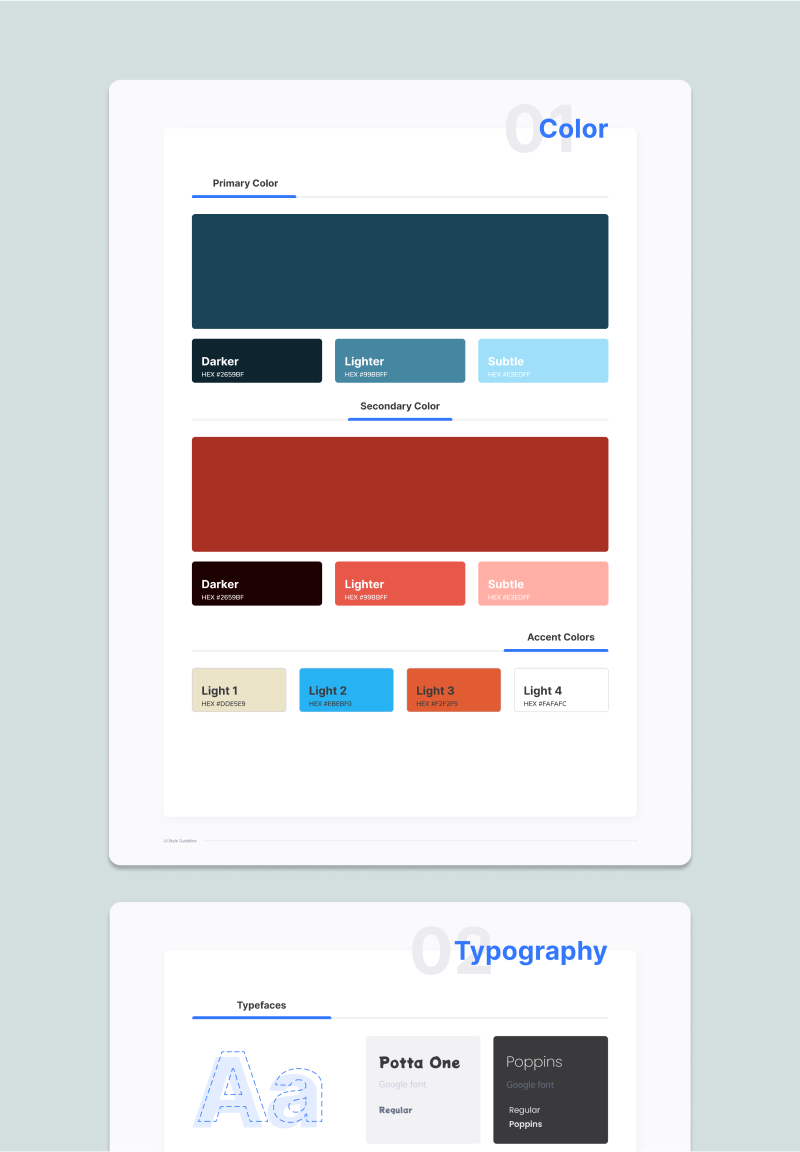 01
Color
Primary Color
Darker
HEX #2659BF
Lighter
HEX #99BBFF
Subtle
HEX #E3EDFF
Secondary Color
Darker
HEX #2659BF
Lighter
HEX #99BBFF
Subtle
HEX #E3EDFF
Accent Colors
Light 1
HEX #DDE5E9
Light 2
HEX #EBEBF0
Light 3
HEX #F2F2F5
Light 4
HEX #FAFAFC
UI Style Guidelines
02
Typography
Typefaces
Aa
Potta One
Google font
Regular
Poppins
Google font
Regular
Poppins